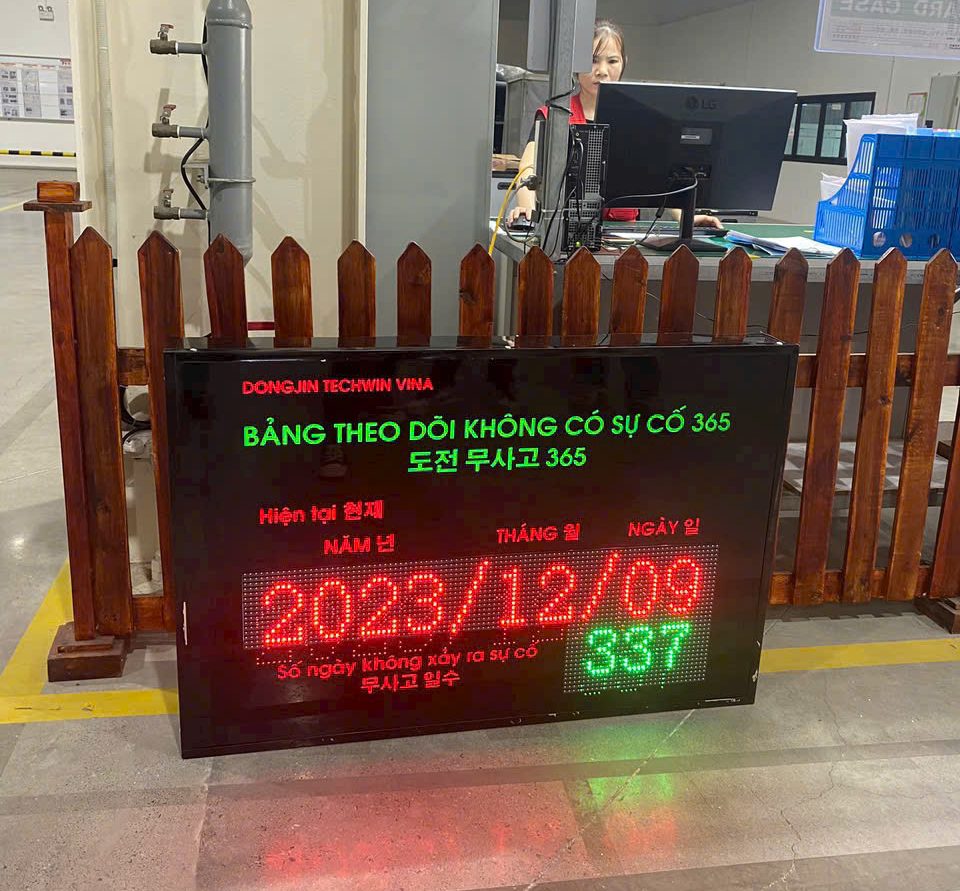 ARD CASE
LG
DONGJIN TECHWIN VINA
BẢNG THEO DÕI KHÔNG CÓ SỰ CỐ 365
도전 무사고 365
Hiện tại 현재
NĂM 년 THÁNG 월 NGÀY 일
2023/12/09
Số ngày không xảy ra sự cố 337
무사고 일수